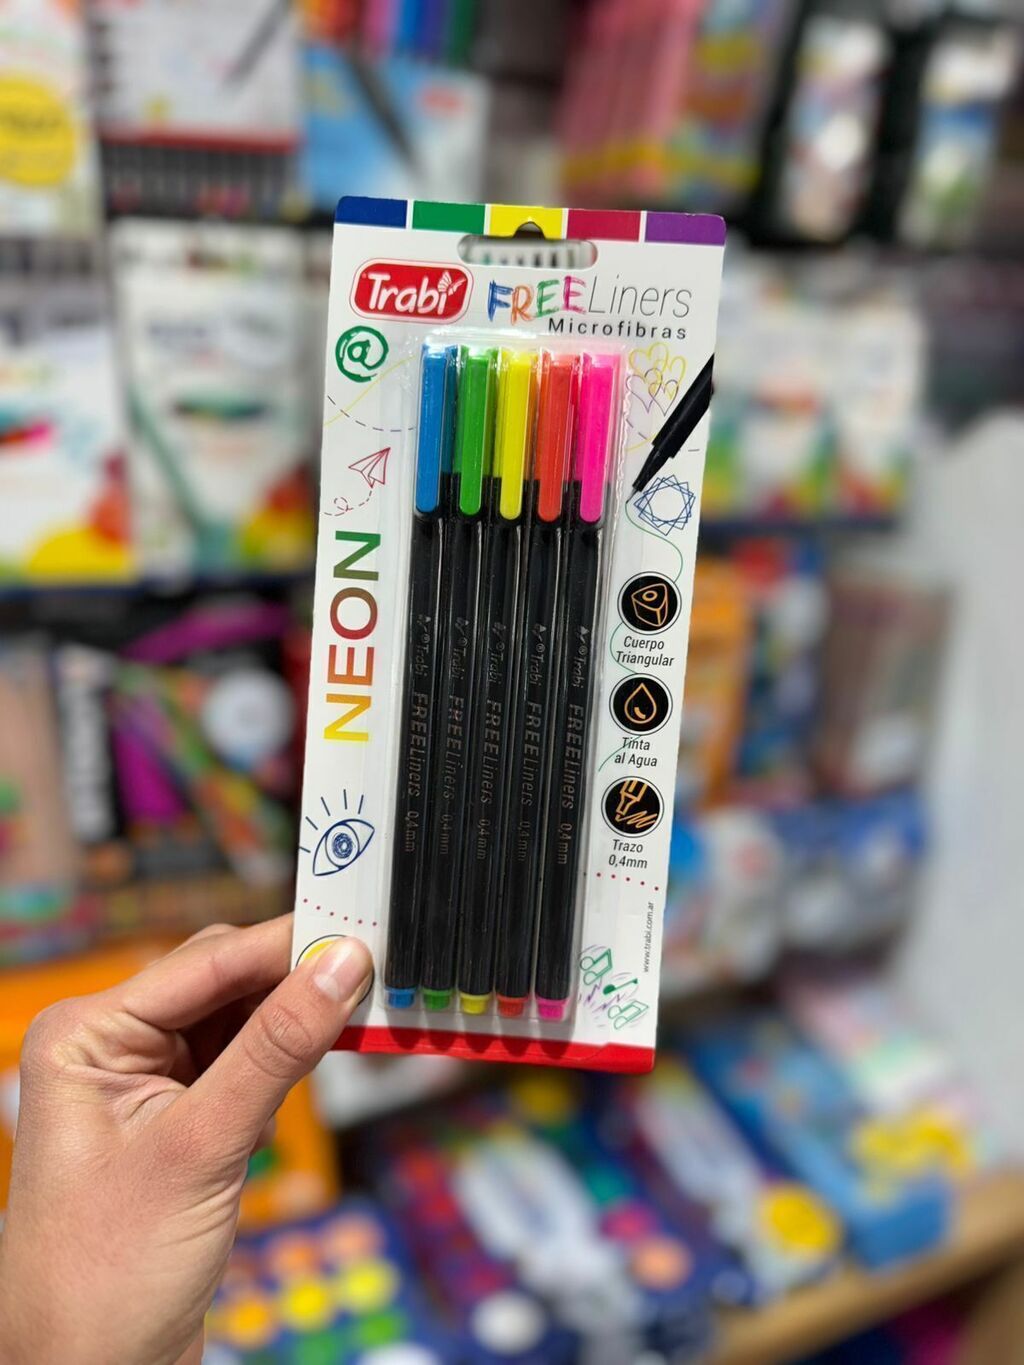 Trabi
FREELiners
Microfibras
@
NEON
Cuerpo
Triangular
Tinta
al Agua
Trazo
0,4mm
www.trabi.com.ar
®Trabi FREELiners 0,4mm
®Trabi FREELiners 0,4mm
®Trabi FREELiners 0,4mm
®Trabi FREELiners 0,4mm
®Trabi FREELiners 0,4mm